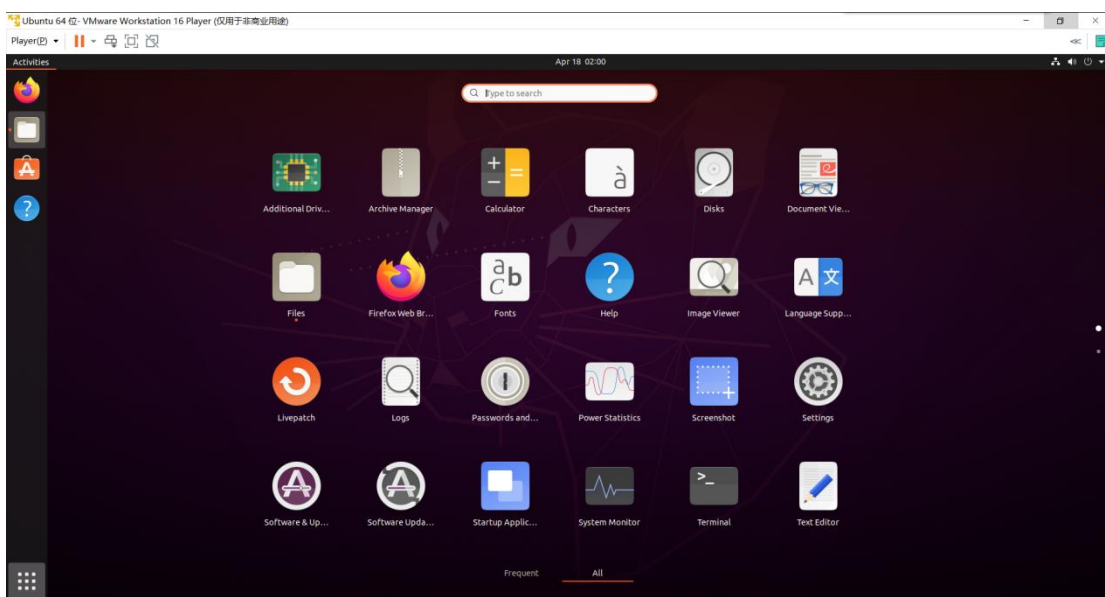 Ubuntu 64 位- VMware Workstation 16 Player (仅用于非商业用途)
Player(P)
Activities
Apr 18 02:00
Type to search
Additional Driv...
Archive Manager
Calculator
Characters
Disks
Document Vie...
Files
Firefox Web Br...
Fonts
Help
Image Viewer
Language Supp...
Livepatch
Logs
Passwords and...
Power Statistics
Screenshot
Settings
Software & Up...
Software Upda...
Startup Applic...
System Monitor
Terminal
Text Editor
Frequent
All